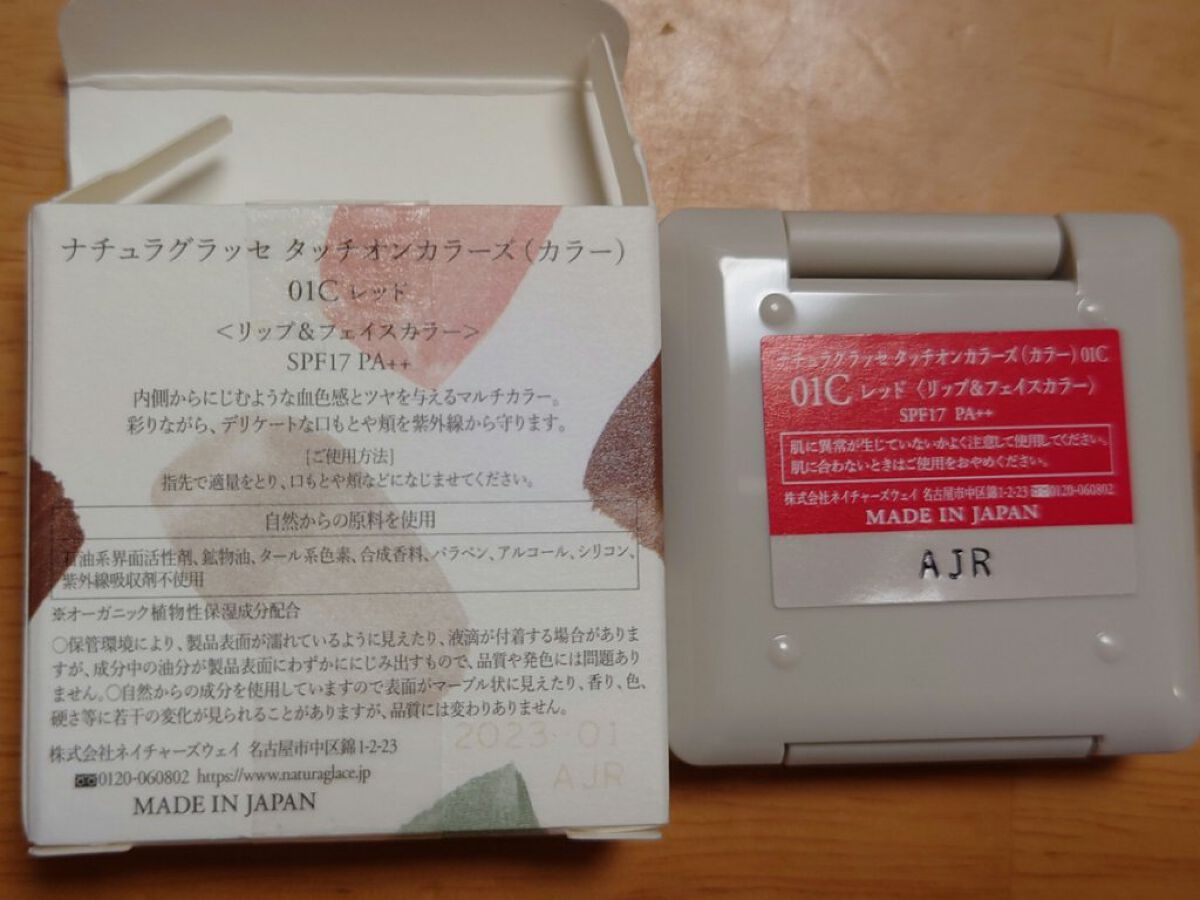 ナチュラグラッセ タッチオンカラーズ（カラー）
01C レッド
＜リップ＆フェイスカラー＞
SPF17 PA++
内側からにじむような血色感とツヤを与えるマルチカラー。
彩りながら、デリケートな口もとや頬を紫外線から守ります。
[ご使用方法]
指先で適量をとり、口もとや頬などになじませてください。
自然からの原料を使用
石油系界面活性剤、鉱物油、タール系色素、合成香料、パラベン、アルコール、シリコン、
紫外線吸収剤不使用
※オーガニック植物性保湿成分配合
○保管環境により、製品表面が濡れているように見えたり、液滴が付着する場合がありま
すが、成分中の油分が製品表面にわずかににじみ出すもので、品質や発色には問題あり
ません。○自然からの成分を使用していますので表面がマーブル状に見えたり、香り、色、
硬さ等に若干の変化が見られることがありますが、品質には変わりありません。
株式会社ネイチャーズウェイ 名古屋市中区錦1-2-23
0120-060802 https://www.naturaglace.jp
MADE IN JAPAN
2023. 01
AJR
ナチュラグラッセ タッチオンカラーズ（カラー）01C
01C レッド〈リップ＆フェイスカラー〉
SPF17 PA++
肌に異常が生じていないかよく注意して使用してください。
肌に合わないときはご使用をおやめください。
株式会社ネイチャーズウェイ 名古屋市中区錦1-2-23 0120-060802
MADE IN JAPAN
AJR